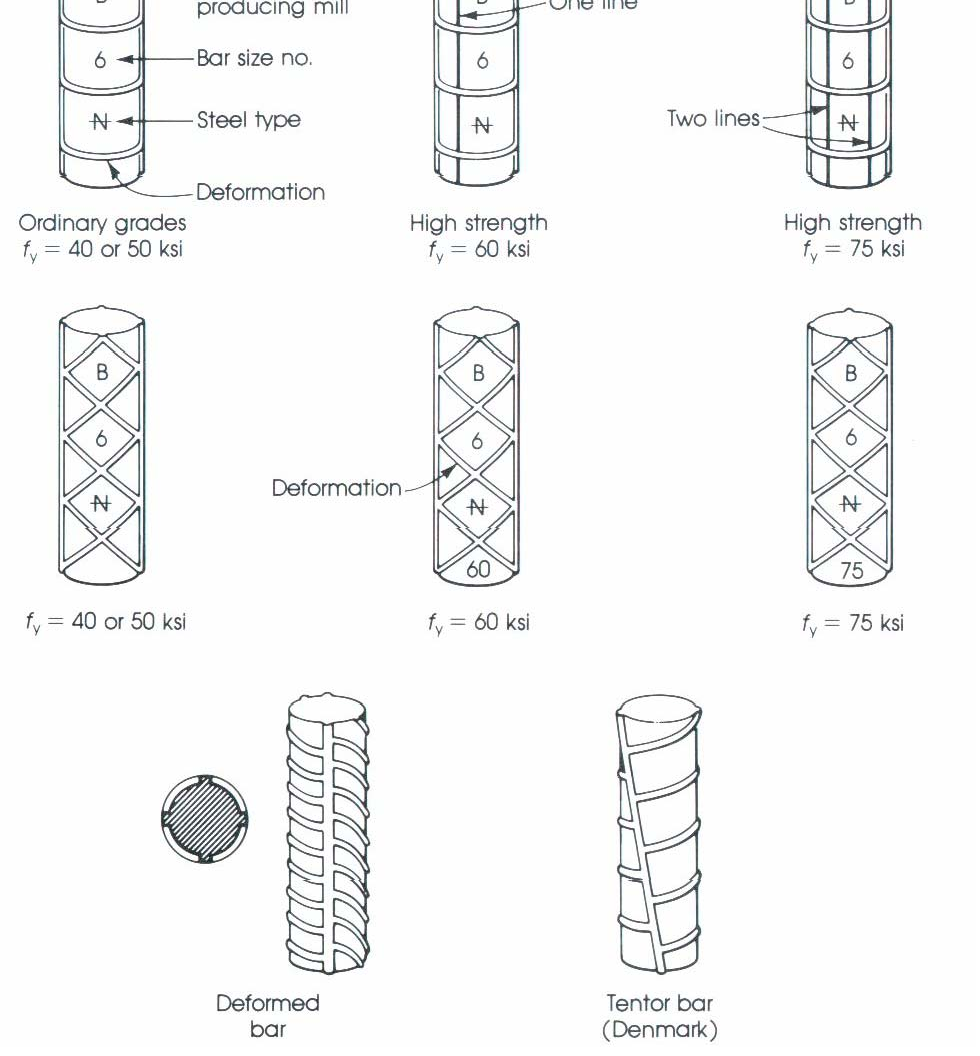 B
producing mill
One line
B
B
6
Bar size no.
6
6
N
Steel type
N
Two lines
N
Deformation
Ordinary grades
fy = 40 or 50 ksi
High strength
fy = 60 ksi
High strength
fy = 75 ksi
B
B
B
6
6
6
Deformation
N
N
N
60
75
fy = 40 or 50 ksi
fy = 60 ksi
fy = 75 ksi
Deformed
bar
Tentor bar
(Denmark)